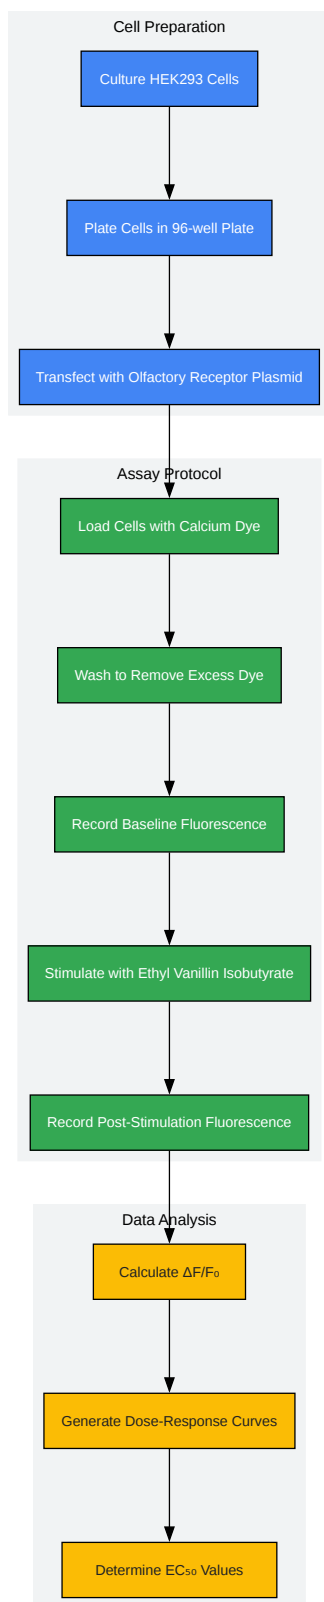 Cell Preparation
Culture HEK293 Cells
Plate Cells in 96-well Plate
Transfect with Olfactory Receptor Plasmid
Assay Protocol
Load Cells with Calcium Dye
Wash to Remove Excess Dye
Record Baseline Fluorescence
Stimulate with Ethyl Vanillin Isobutyrate
Record Post-Stimulation Fluorescence
Data Analysis
Calculate ΔF/F₀
Generate Dose-Response Curves
Determine EC₅₀ Values